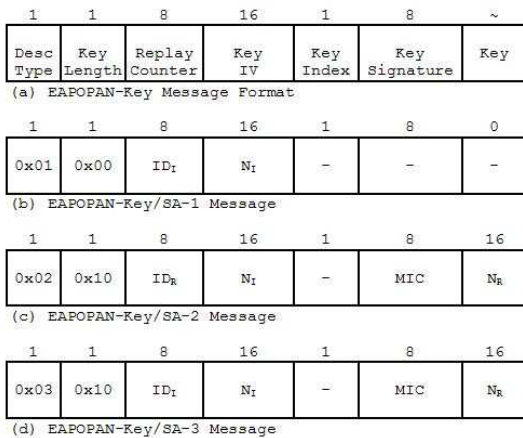 1 1 8 16 1 8 ~
Desc Type Key Length Replay Counter Key IV Key Index Key Signature Key
(a) EAPOPAN-Key Message Format
1 1 8 16 1 8 0
0x01 0x00 IDI NI - - -
(b) EAPOPAN-Key/SA-1 Message
1 1 8 16 1 8 16
0x02 0x10 IDR NI - MIC NR
(c) EAPOPAN-Key/SA-2 Message
1 1 8 16 1 8 16
0x03 0x10 IDI NI - MIC NR
(d) EAPOPAN-Key/SA-3 Message